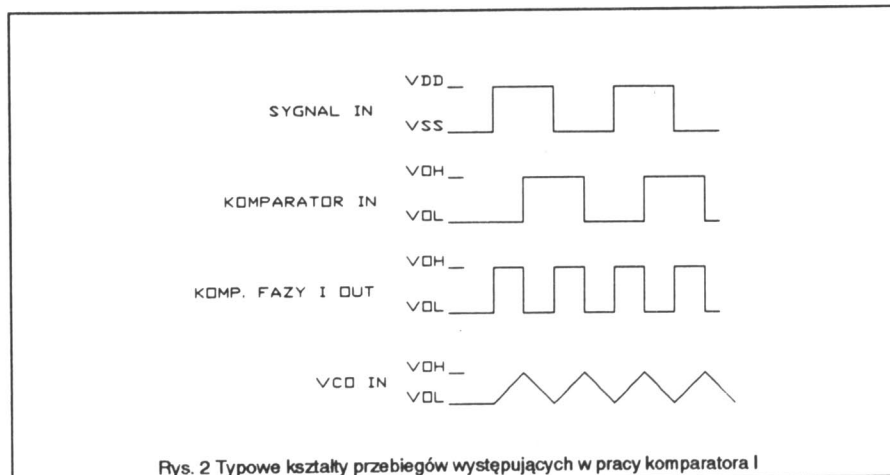 VDD
SYGNAL IN
VSS
VOH
KOMPARATOR IN
VOL
VOH
KOMP. FAZY I OUT
VOL
VOH
VCO IN
VOL
Rys. 2 Typowe kształty przebiegów występujących w pracy komparatora I